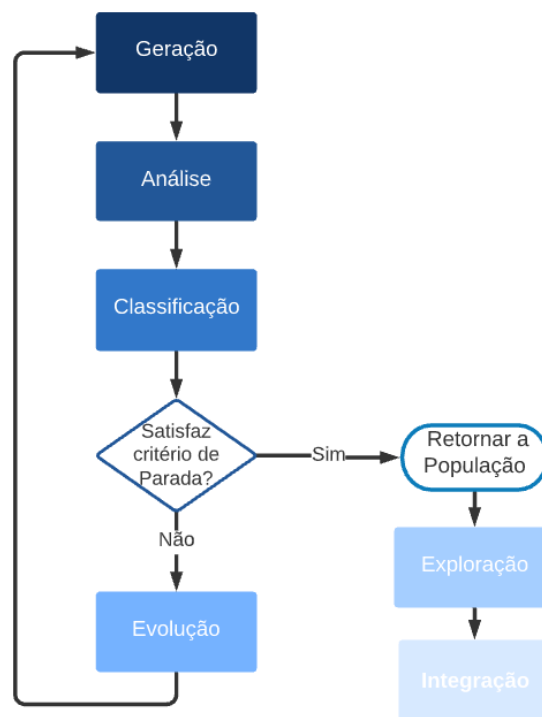 Geração
Análise
Classificação
Satisfaz
critério de
Parada?
Sim
Retornar a
População
Não
Exploração
Evolução
Integração